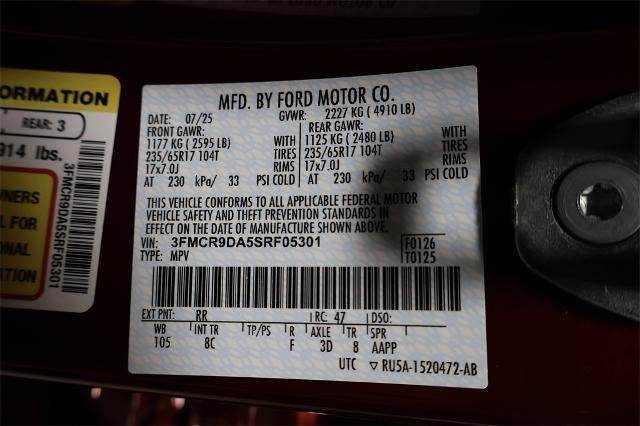 ORMATION
REAR: 3
914 lbs.
3FMCR9DA5SRF05301
WNERS
L FOR
ONAL
ATION
MFD. BY FORD MOTOR CO.
DATE: 07/25 GVWR: 2227 KG ( 4910 LB)
FRONT GAWR: REAR GAWR:
1177 KG ( 2595 LB) WITH 1125 KG ( 2480 LB) WITH
235/65R17 104T TIRES 235/65R17 104T TIRES
17x7.0J RIMS 17x7.0J RIMS
AT 230 kPa/ 33 PSI COLD AT 230 kPa/ 33 PSI COLD
THIS VEHICLE CONFORMS TO ALL APPLICABLE FEDERAL MOTOR
VEHICLE SAFETY AND THEFT PREVENTION STANDARDS IN
EFFECT ON THE DATE OF MANUFACTURE SHOWN ABOVE.
VIN: 3FMCR9DA5SRF05301 F0126
TYPE: MPV T0125
EXT PNT: RR RC: 47 DSO:
WB INT TR TP/PS R AXLE TR SPR
105 8C F 3D 8 AAPP
UTC ▽ RU5A-1520472-AB